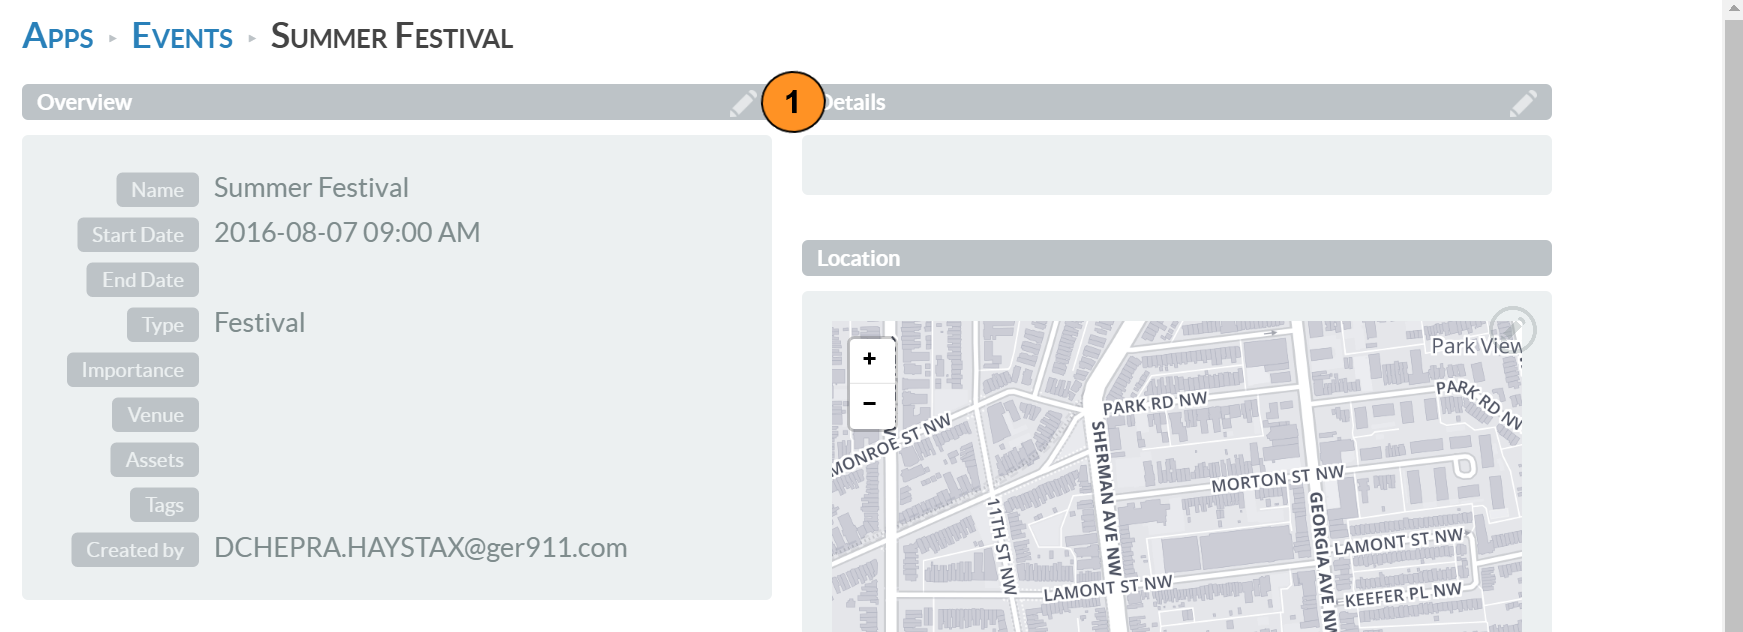 Apps ▸ Events ▸ Summer Festival
Overview
1
Details
Name Summer Festival
Start Date 2016-08-07 09:00 AM
End Date
Type Festival
Importance
Venue
Assets
Tags
Created by DCHEPRA.HAYSTAX@ger911.com
Location
+
−
Park View
PARK RD NW
PARK RD NW
MONROE ST NW
SHERMAN AVE NW
MORTON ST NW
11TH ST NW
GEORGIA AVE NW
LAMONT ST NW
LAMONT ST NW
KEEFER PL NW